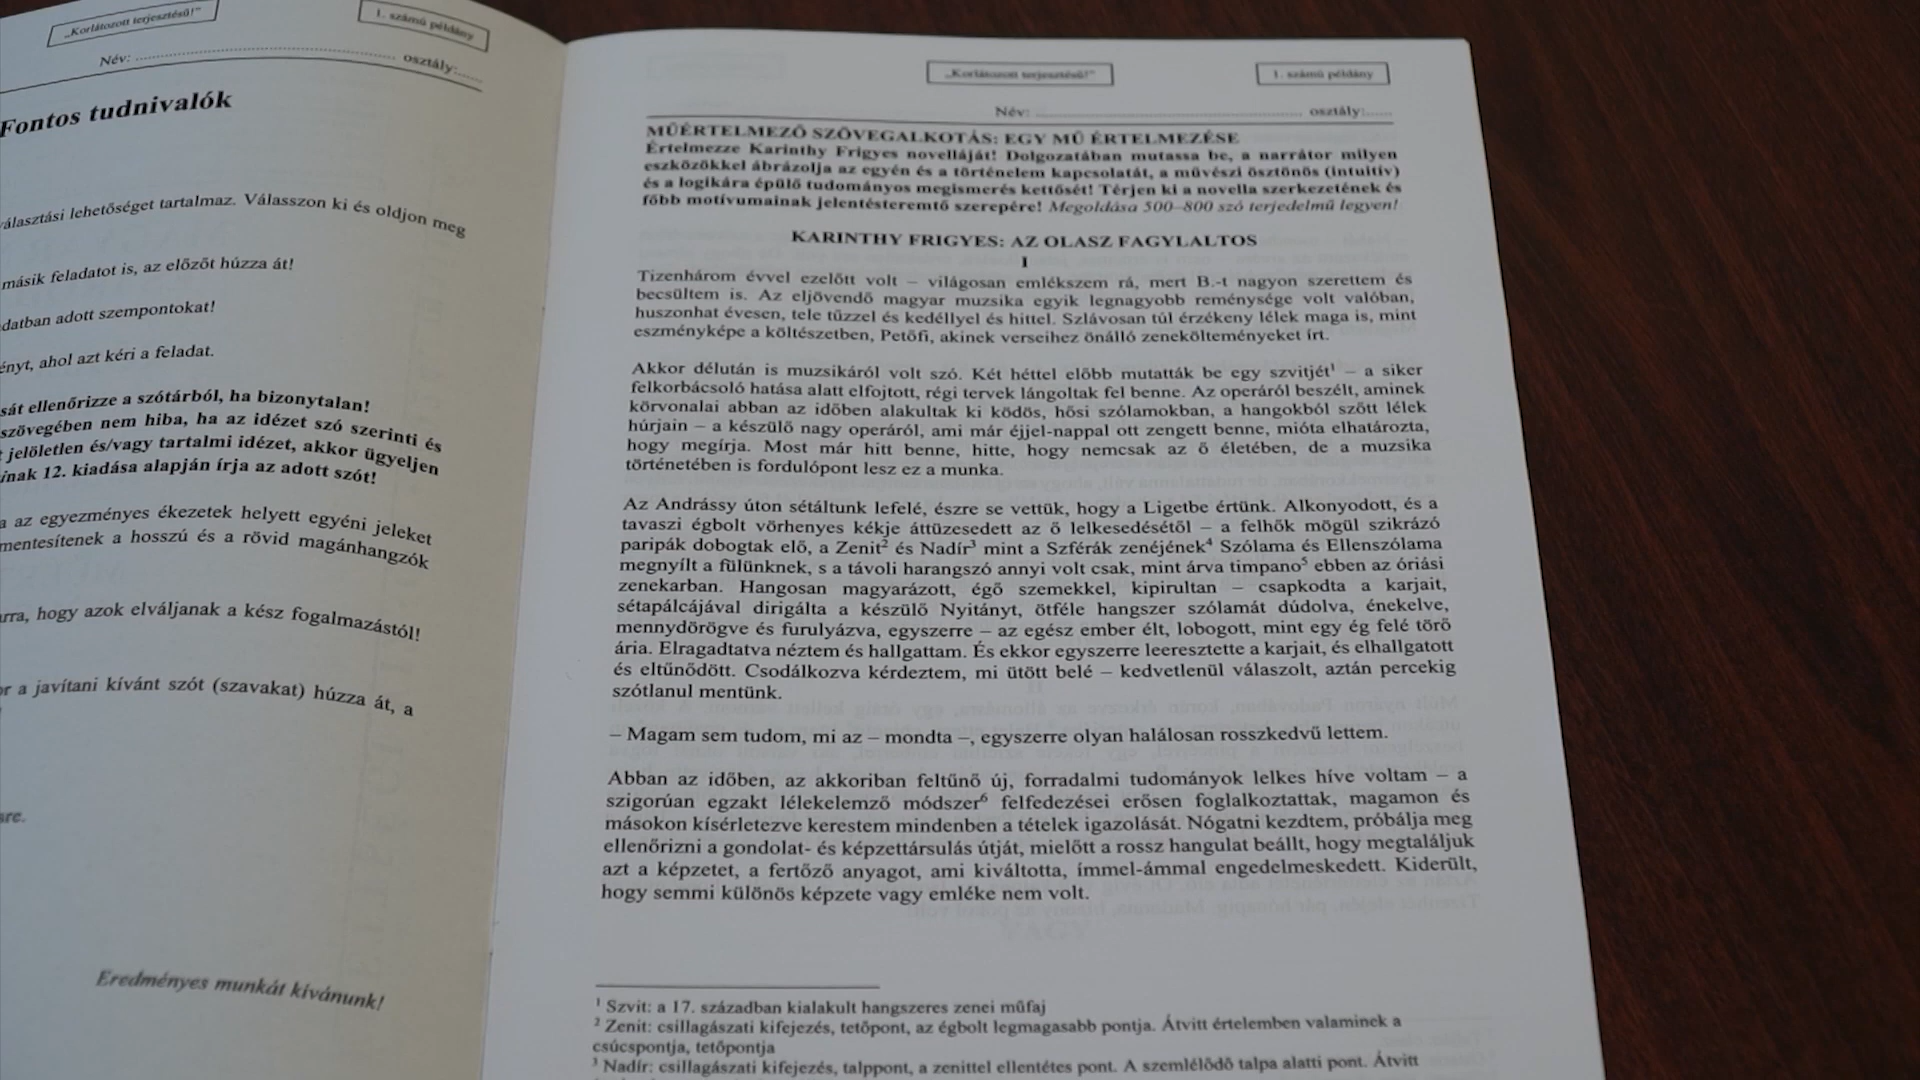 „Korlátozott terjesztésű!”
1. számú példány
Név: osztály:
Fontos tudnivalók
választási lehetőséget tartalmaz. Válasszon ki és oldjon meg
másik feladatot is, az előzőt húzza át!
datban adott szempontokat!
ényt, ahol azt kéri a feladat.
sát ellenőrizze a szótárból, ha bizonytalan!
szövegében nem hiba, ha az idézet szó szerinti és
jelöletlen és/vagy tartalmi idézet, akkor ügyeljen
inak 12. kiadása alapján írja az adott szót!
a az egyezményes ékezetek helyett egyéni jeleket
mentesítenek a hosszú és a rövid magánhangzók
arra, hogy azok elváljanak a kész fogalmazástól!
or a javítani kívánt szót (szavakat) húzza át, a
Eredményes munkát kívánunk!
„Korlátozott terjesztésű!”
1. számú példány
Név: osztály:
MŰÉRTELMEZŐ SZÖVEGALKOTÁS: EGY MŰ ÉRTELMEZÉSE
Értelmezze Karinthy Frigyes novelláját! Dolgozatában mutassa be, a narrátor milyen
eszközökkel ábrázolja az egyén és a történelem kapcsolatát, a művészi ösztönös (intuitív)
és a logikára épülő tudományos megismerés kettősét! Térjen ki a novella szerkezetének és
főbb motívumainak jelentésteremtő szerepére! Megoldása 500–800 szó terjedelmű legyen!
KARINTHY FRIGYES: AZ OLASZ FAGYLALTOS
I
Tizenhárom évvel ezelőtt volt – világosan emlékszem rá, mert B.-t nagyon szerettem és
becsültem is. Az eljövendő magyar muzsika egyik legnagyobb reménysége volt valóban,
huszonhat évesen, tele tűzzel és kedéllyel és hittel. Szlávosan túl érzékeny lélek maga is, mint
eszményképe a költészetben, Petőfi, akinek verseihez önálló zeneköltemenyeket írt.
Akkor délután is muzsikáról volt szó. Két héttel előbb mutatták be egy szvitjét1 – a siker
felkorbácsoló hatása alatt elfojtott, régi tervek lángoltak fel benne. Az operáról beszélt, aminek
körvonalai abban az időben alakultak ki ködös, hősi szólamokban, a hangokból szőtt lélek
húrjain – a készülő nagy operáról, ami már éjjel-nappal ott zengett benne, mióta elhatározta,
hogy megírja. Most már hitt benne, hitte, hogy nemcsak az ő életében, de a muzsika
történetében is fordulópont lesz ez a munka.
Az Andrássy úton sétáltunk lefelé, észre se vettük, hogy a Ligetbe értünk. Alkonyodott, és a
tavaszi égbolt vörhenyes kékje áttüzesedett az ő lelkesedésétől – a felhők mögül szikrázó
paripák dobogtak elő, a Zenit2 és Nadír3 mint a Szférák zenéjének4 Szólama és Ellenszólama
megnyílt a fülünknek, s a távoli harangszó annyi volt csak, mint árva timpano5 ebben az óriási
zenekarban. Hangosan magyarázott, égő szemekkel, kipirultan – csapkodta a karjait,
sétapálcájával dirigálta a készülő Nyitányt, ötféle hangszer szólamát dúdolva, énekelve,
mennydörögve és furulyázva, egyszerre – az egész ember élt, lobogott, mint egy ég felé törő
ária. Elragadtatva néztem és hallgattam. És ekkor egyszerre leeresztette a karjait, és elhallgatott
és eltűnődött. Csodálkozva kérdeztem, mi ütött belé – kedvetlenül válaszolt, aztán percekig
szótlanul mentünk.
– Magam sem tudom, mi az – mondta –, egyszerre olyan halálosan rosszkedvű lettem.
Abban az időben, az akkoriban feltűnő új, forradalmi tudományok lelkes híve voltam – a
szigorúan egzakt lélekelemző módszer6 felfedezései erősen foglalkoztattak, magamon és
másokon kísérletezve kerestem mindenben a tételek igazolását. Nógatni kezdtem, próbálja meg
ellenőrizni a gondolat- és képzettársulás útját, mielőtt a rossz hangulat beállt, hogy megtaláljuk
azt a képzetet, a fertőző anyagot, ami kiváltotta, ímmel-ámmal engedelmeskedett. Kiderült,
hogy semmi különös képzete vagy emléke nem volt.
1 Szvit: a 17. században kialakult hangszeres zenei műfaj
2 Zenit: csillagászati kifejezés, tetőpont, az égbolt legmagasabb pontja. Átvitt értelemben valaminek a
csúcspontja, tetőpontja
3 Nadír: csillagászati kifejezés, talppont, a zenittel ellentétes pont. A szemlélődő talpa alatti pont. Átvitt